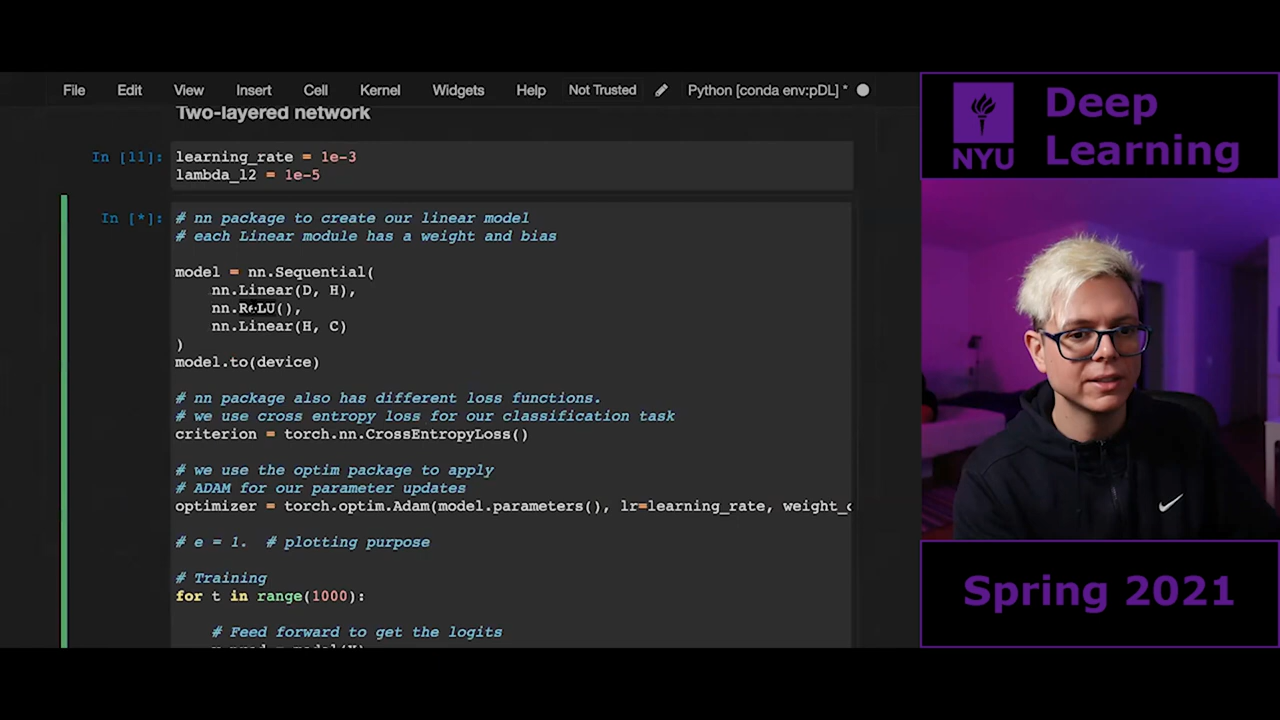 File Edit View Insert Cell Kernel Widgets Help Not Trusted Python [conda env:pDL] *
Two-layered network
In [11]: learning_rate = 1e-3
lambda_l2 = 1e-5
In [*]: # nn package to create our linear model
# each Linear module has a weight and bias
model = nn.Sequential(
nn.Linear(D, H),
nn.ReLU(),
nn.Linear(H, C)
)
model.to(device)
# nn package also has different loss functions.
# we use cross entropy loss for our classification task
criterion = torch.nn.CrossEntropyLoss()
# we use the optim package to apply
# ADAM for our parameter updates
optimizer = torch.optim.Adam(model.parameters(), lr=learning_rate,
# e = 1.  # plotting purpose
# Training
for t in range(1000):
# Feed forward to get the logits
NYU
Deep
Learning
Spring 2021